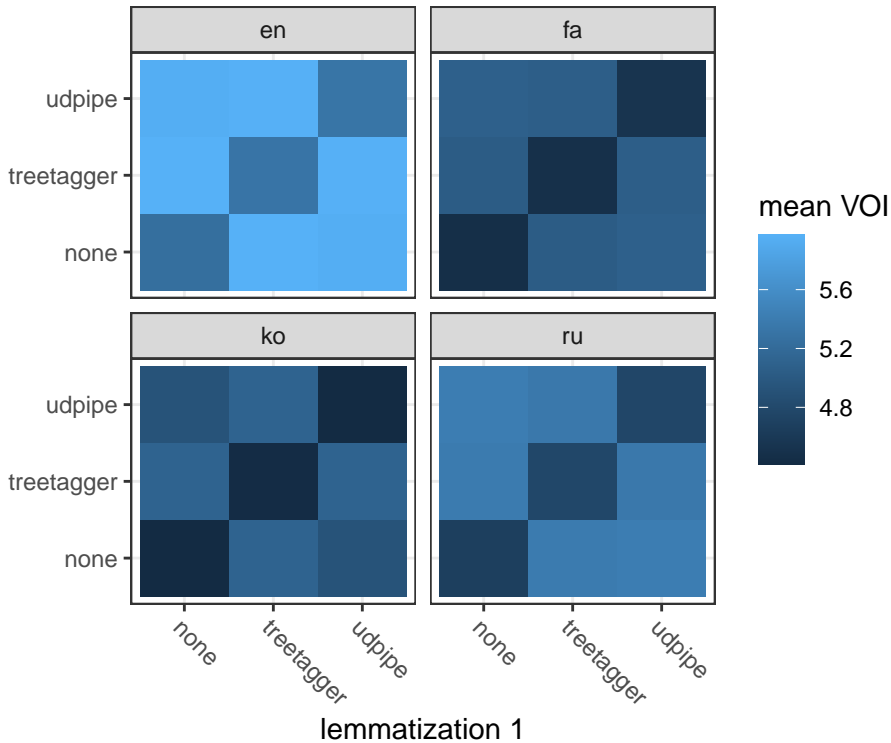 en
fa
udpipe
treetagger
none
mean VOI
5.6
5.2
4.8
ko
ru
udpipe
treetagger
none
none
treetagger
udpipe
none
treetagger
udpipe
lemmatization 1